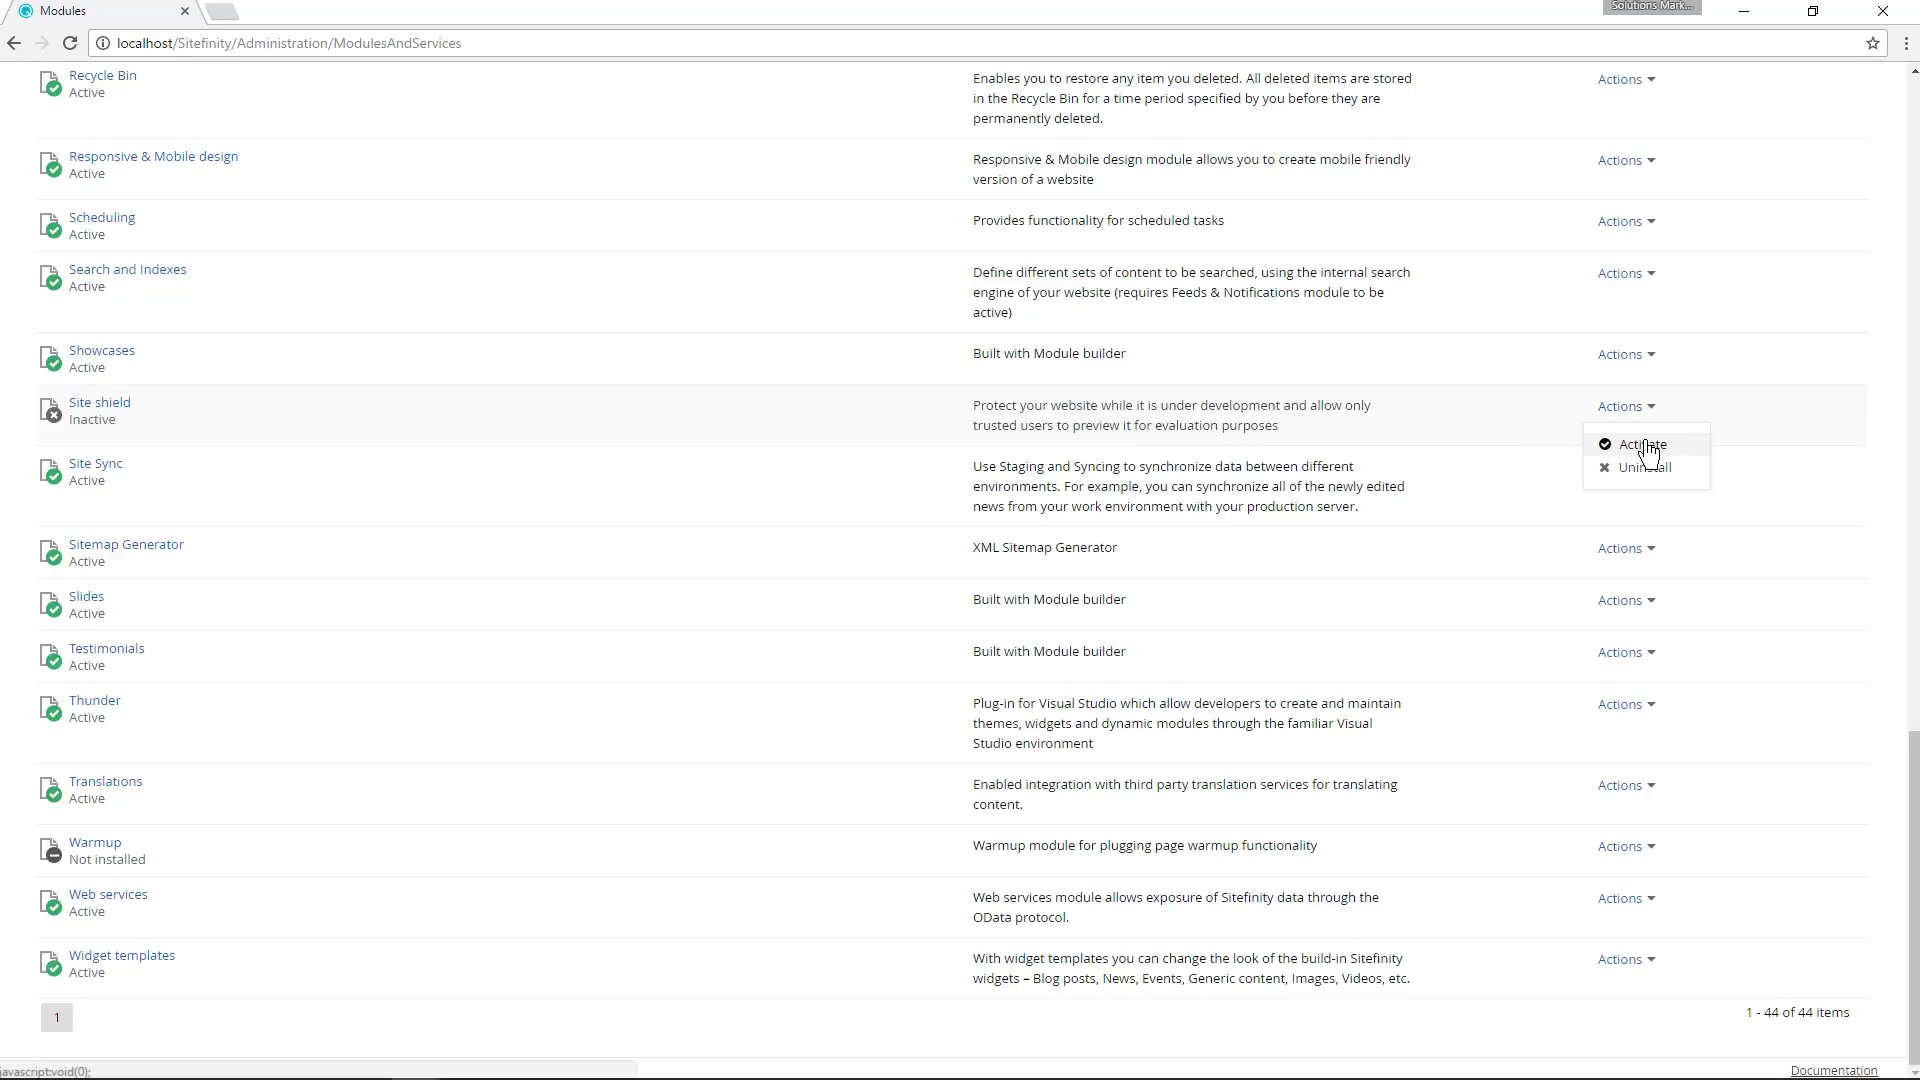 Modules
Solutions Mark...
localhost/Sitefinity/Administration/ModulesAndServices
Recycle Bin
Active
Enables you to restore any item you deleted. All deleted items are stored
in the Recycle Bin for a time period specified by you before they are
permanently deleted.
Actions
Responsive & Mobile design
Active
Responsive & Mobile design module allows you to create mobile friendly
version of a website
Actions
Scheduling
Active
Provides functionality for scheduled tasks
Actions
Search and Indexes
Active
Define different sets of content to be searched, using the internal search
engine of your website (requires Feeds & Notifications module to be
active)
Actions
Showcases
Active
Built with Module builder
Actions
Site shield
Inactive
Protect your website while it is under development and allow only
trusted users to preview it for evaluation purposes
Actions
Activate
Uninstall
Site Sync
Active
Use Staging and Syncing to synchronize data between different
environments. For example, you can synchronize all of the newly edited
news from your work environment with your production server.
Sitemap Generator
Active
XML Sitemap Generator
Actions
Slides
Active
Built with Module builder
Actions
Testimonials
Active
Built with Module builder
Actions
Thunder
Active
Plug-in for Visual Studio which allow developers to create and maintain
themes, widgets and dynamic modules through the familiar Visual
Studio environment
Actions
Translations
Active
Enabled integration with third party translation services for translating
content.
Actions
Warmup
Not installed
Warmup module for plugging page warmup functionality
Actions
Web services
Active
Web services module allows exposure of Sitefinity data through the
OData protocol.
Actions
Widget templates
Active
With widget templates you can change the look of the build-in Sitefinity
widgets – Blog posts, News, Events, Generic content, Images, Videos, etc.
Actions
1
1 - 44 of 44 items
javascript:void(0);
Documentation